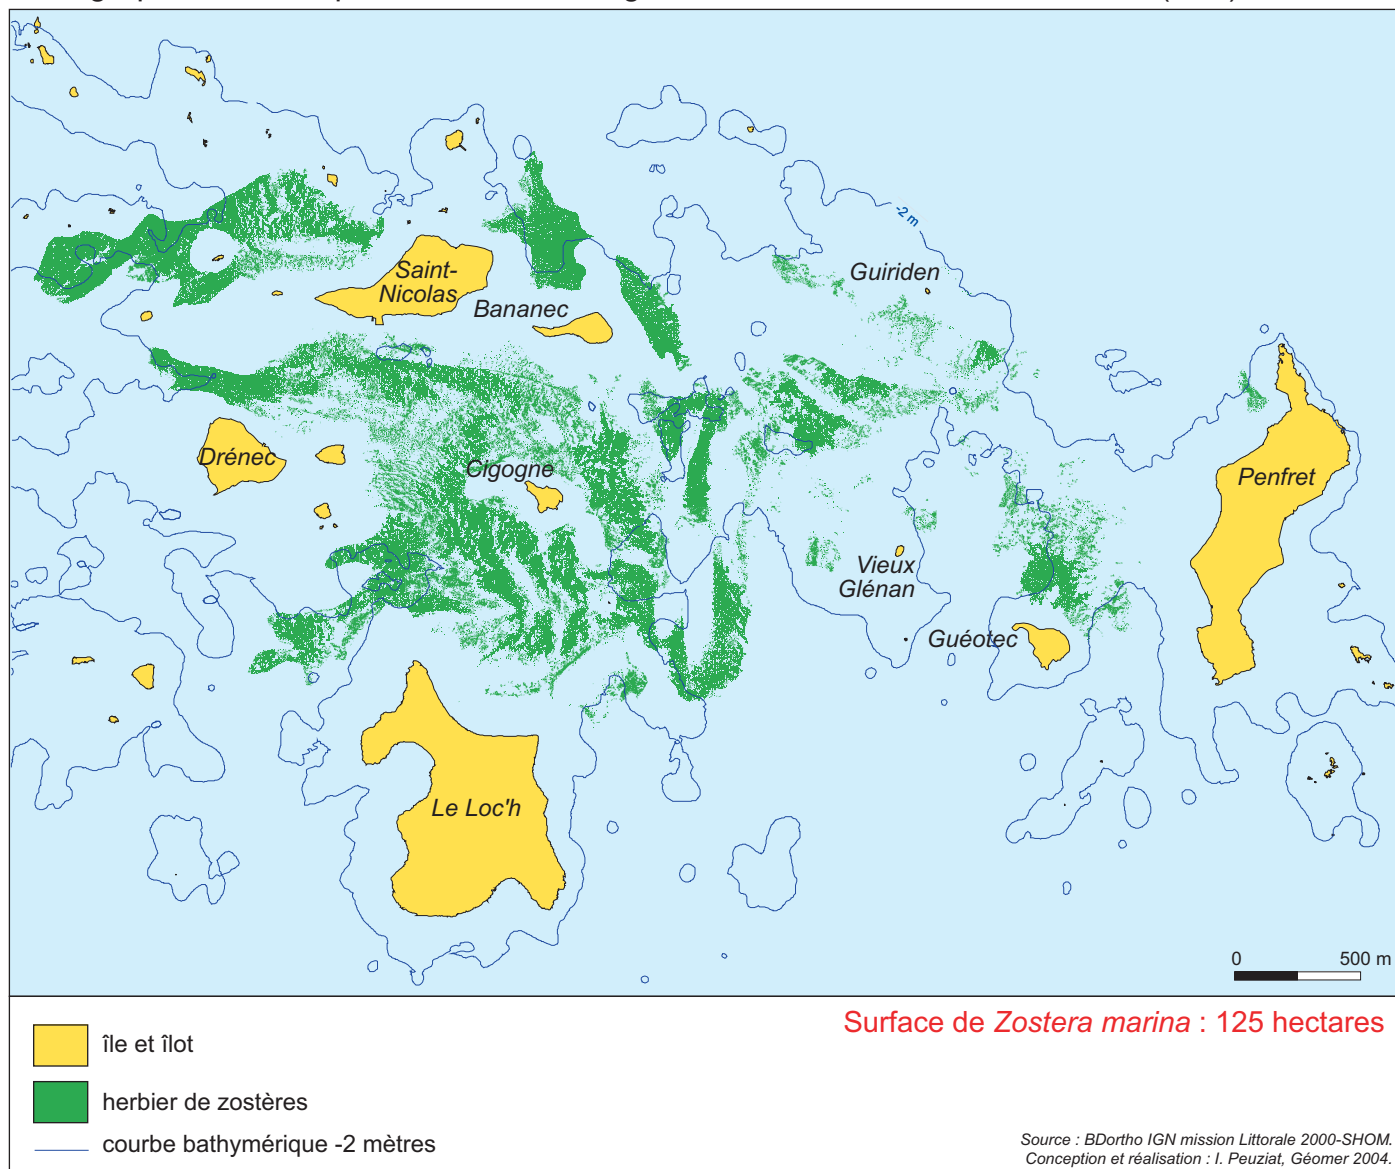 -2 m
Guiriden
Saint-
Nicolas
Bananec
Drénec
Cigogne
Penfret
Vieux
Glénan
Guéotec
Le Loc'h
0 500 m
Surface de Zostera marina : 125 hectares
île et îlot
herbier de zostères
courbe bathymérique -2 mètres
Source : BDortho IGN mission Littorale 2000-SHOM.
Conception et réalisation : I. Peuziat, Géomer 2004.